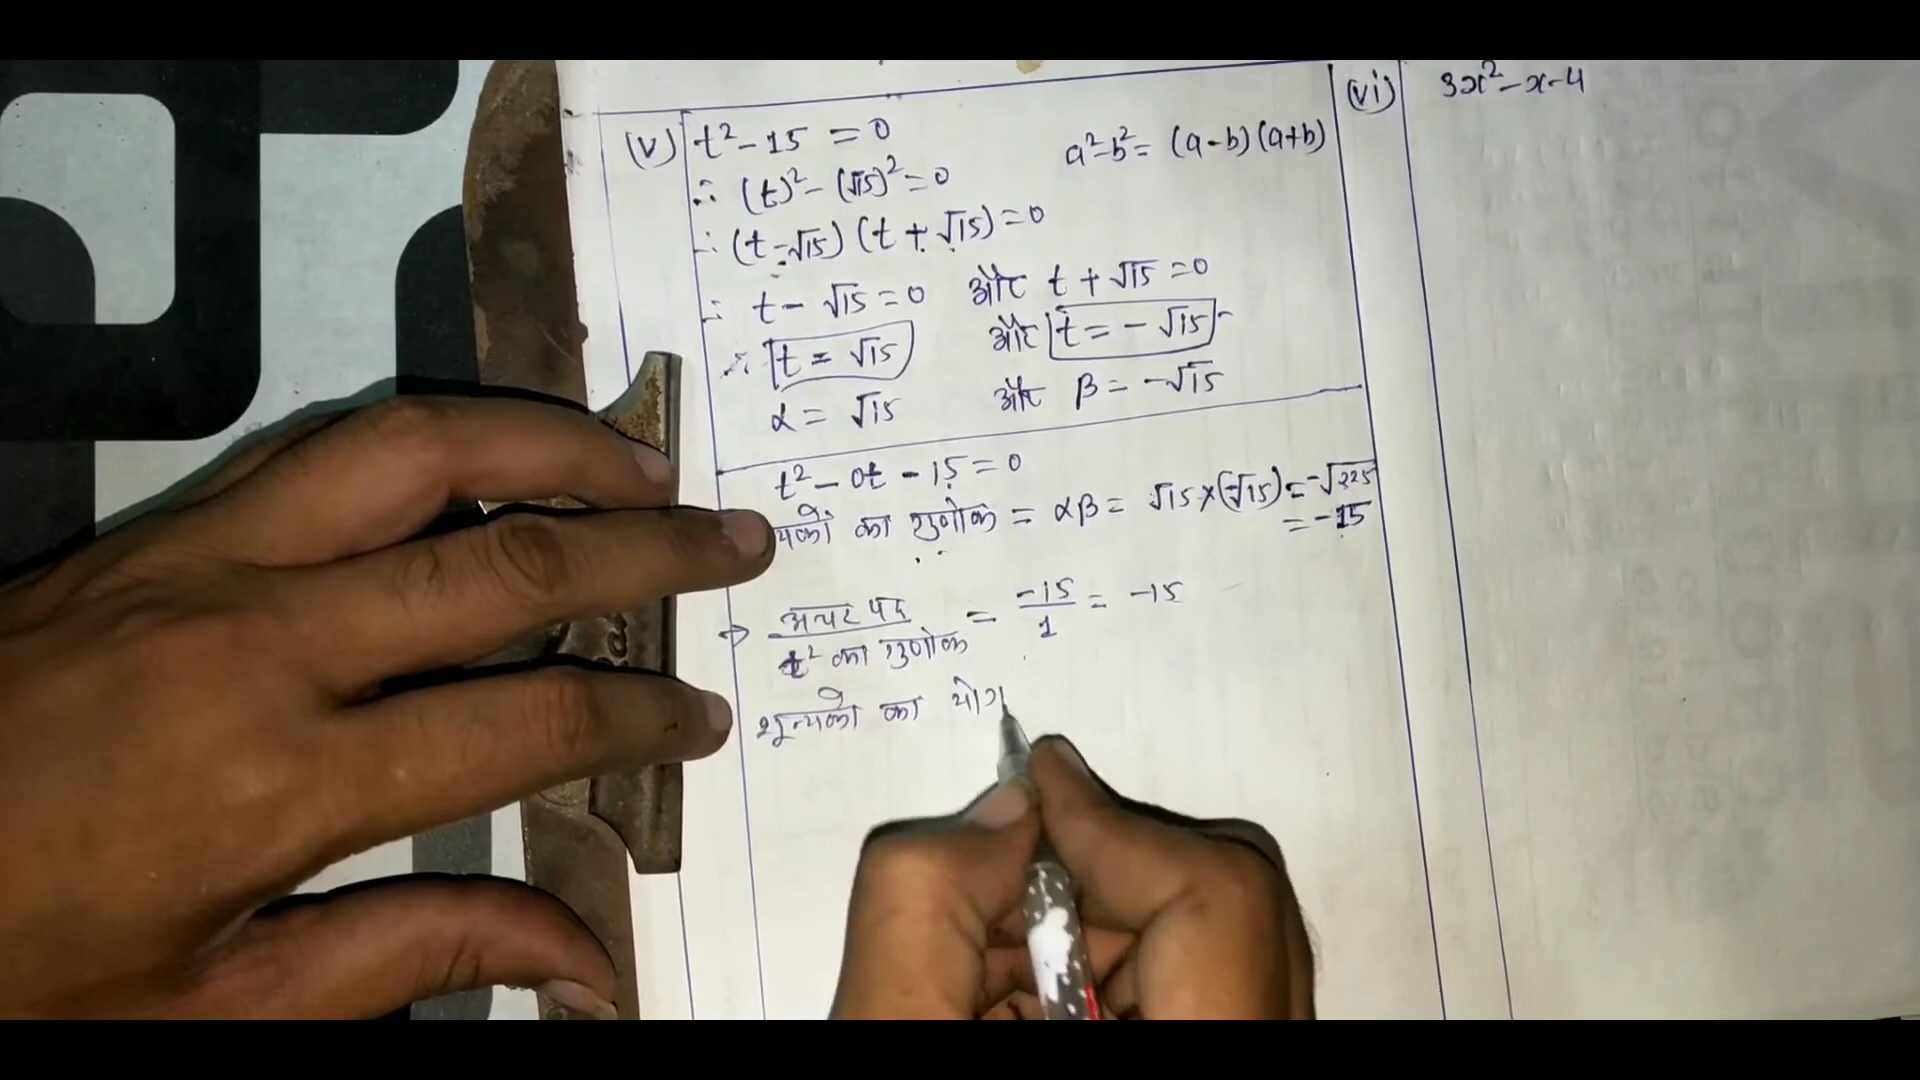 (v) t² - 15 = 0
a² - b² = (a - b) (a + b)
∴ (t)² - (√15)² = 0
∴ (t - √15) (t + √15) = 0
∴ t - √15 = 0 और t + √15 = 0
∴ t = √15 और t = - √15
α = √15 और β = - √15
t² - 0t - 15 = 0
का गुणांक = αβ = √15 × (-√15) = -√225
= -15
⇒ अचर पद / t² का गुणांक = -15/1 = -15
शून्यको का योग
(vi) 3x² - x - 4